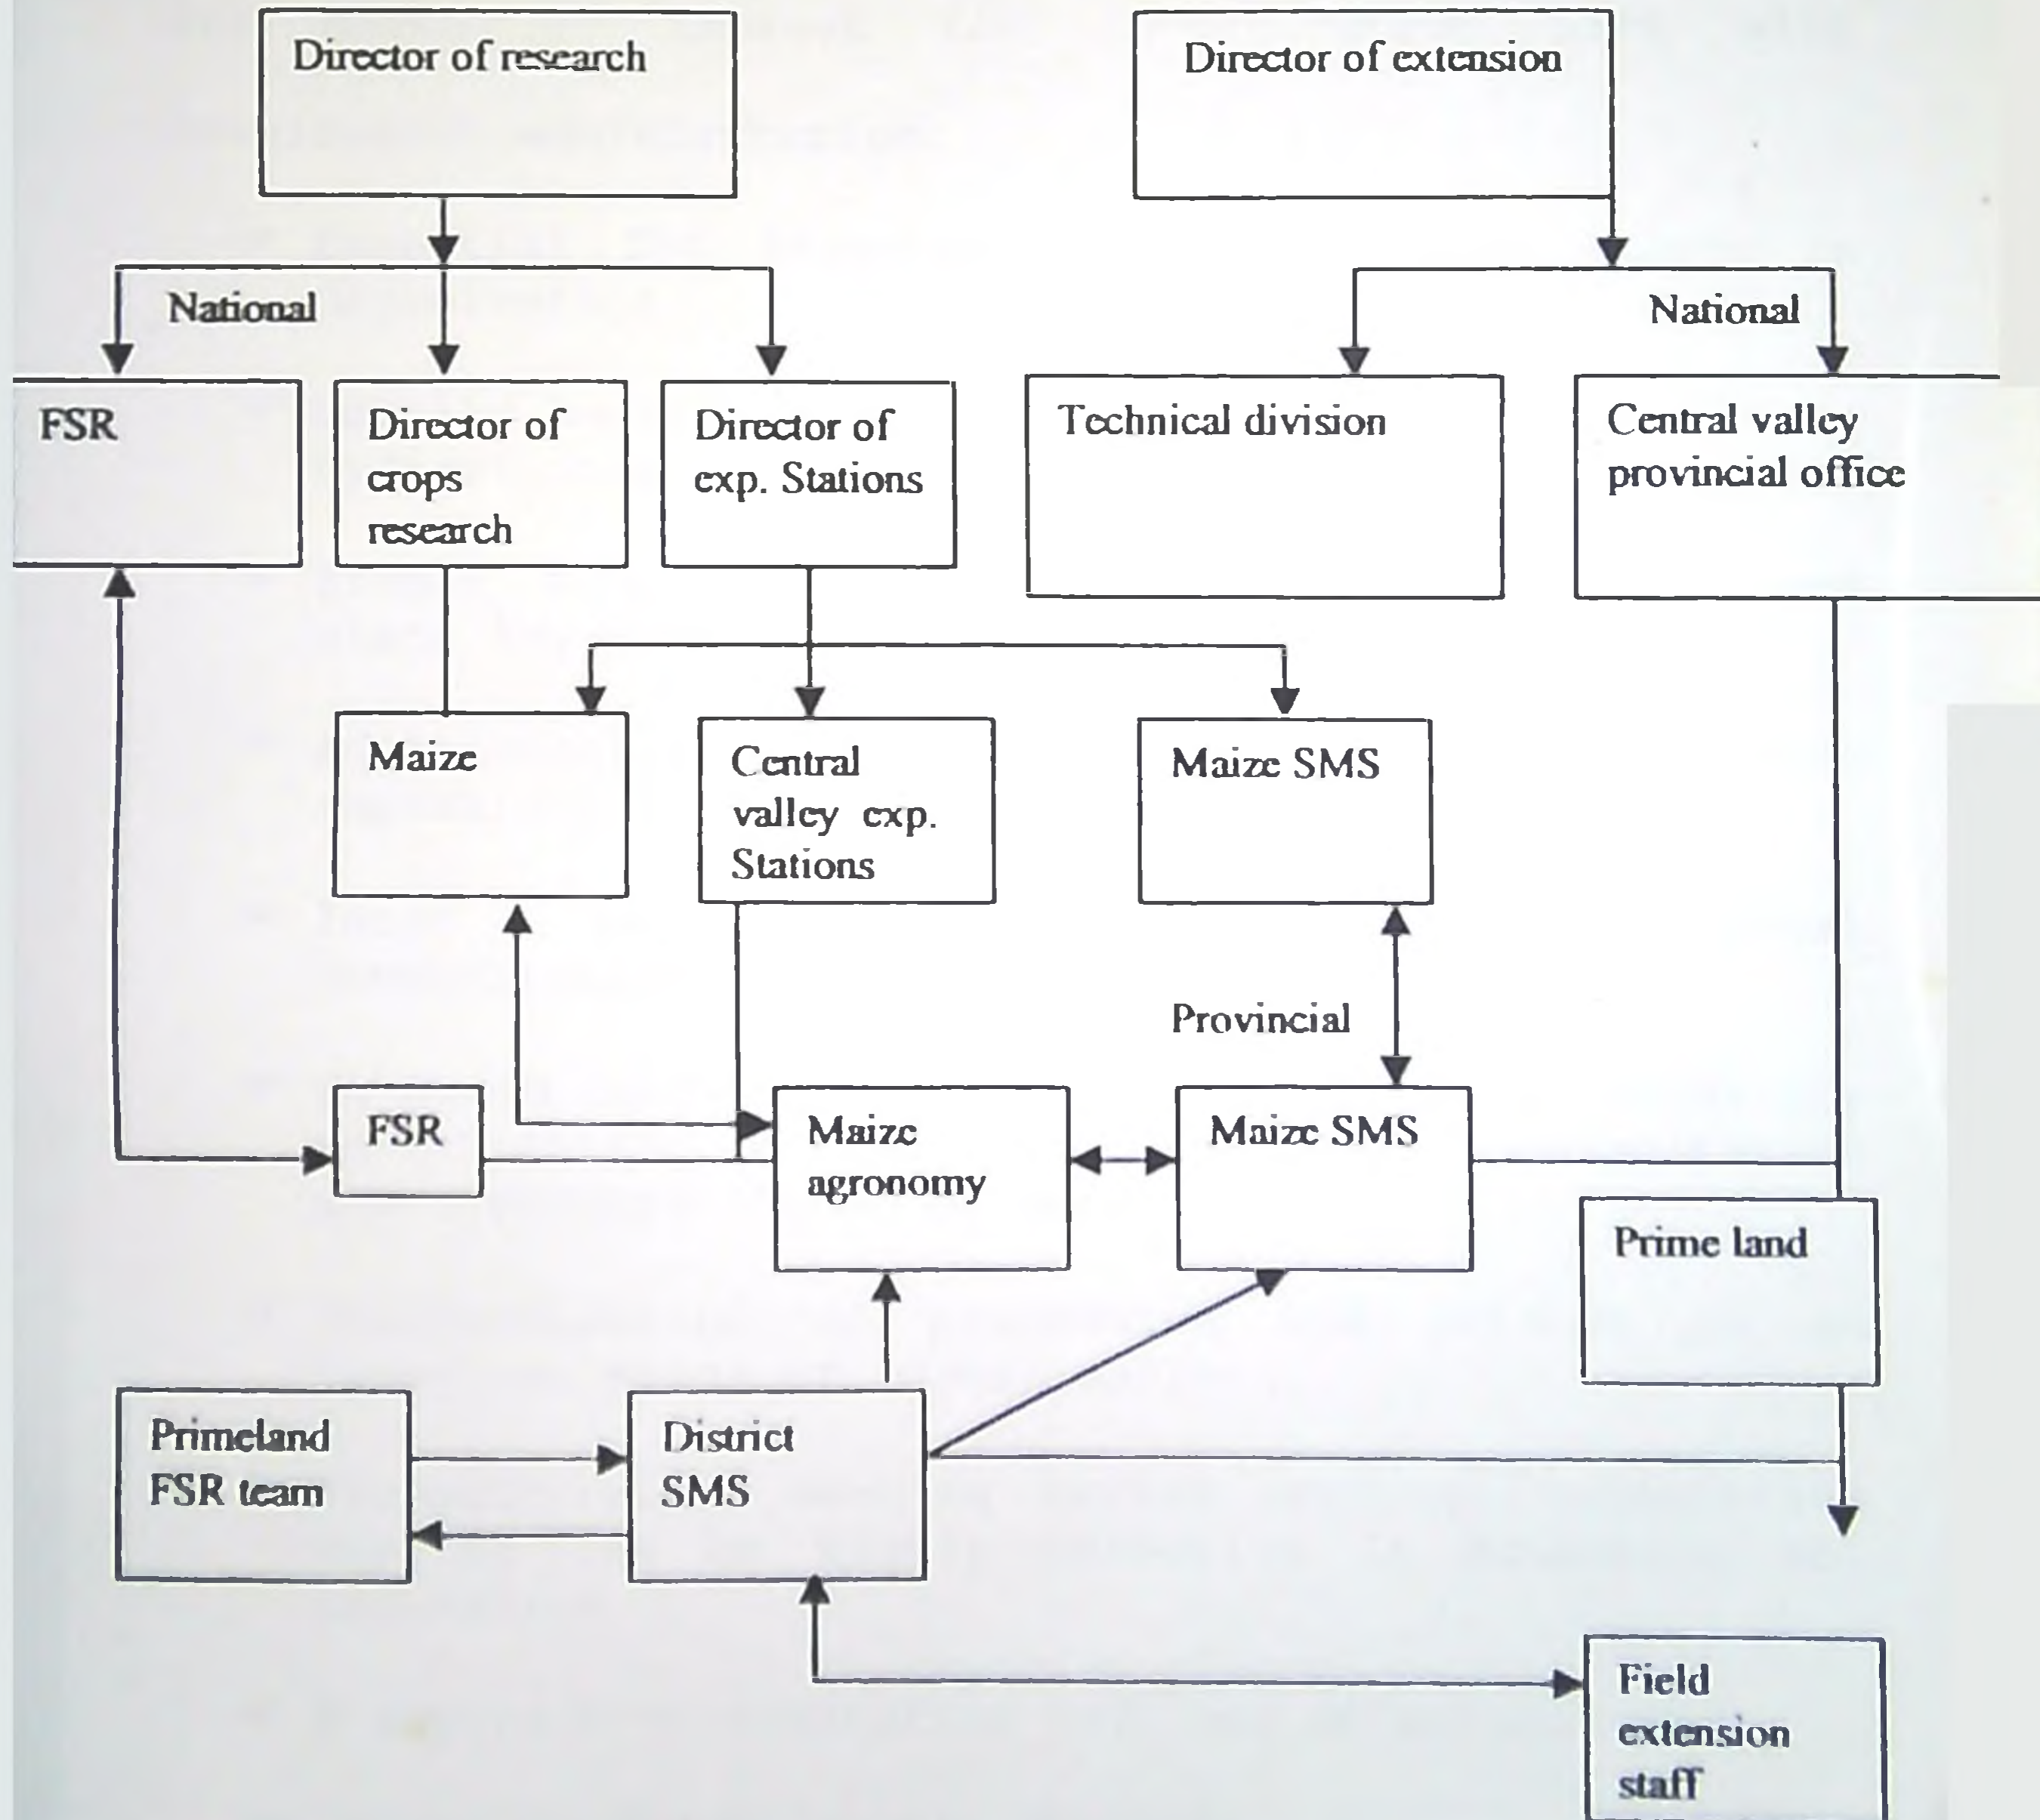 Director of research
Director of extension
National
National
FSR
Director of
crops
research
Director of
exp. Stations
Technical division
Central valley
provincial office
Maize
Central
valley exp.
Stations
Maize SMS
Provincial
FSR
Maize
agronomy
Maize SMS
Prime land
Primeland
FSR team
District
SMS
Field
extension
staff